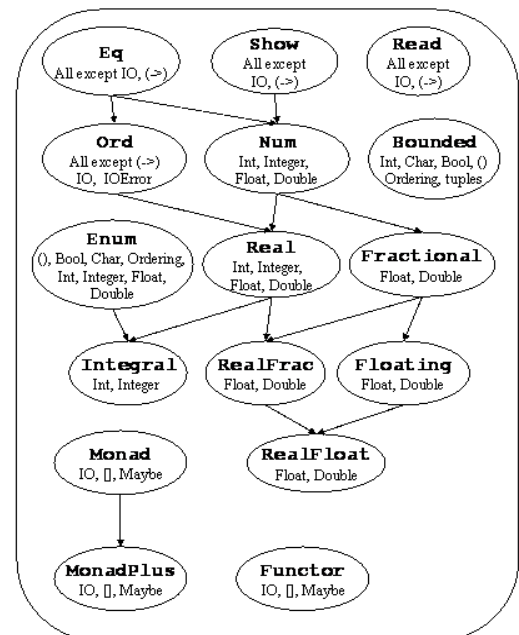 Eq
All except IO, (->)
Show
All except
IO, (->)
Read
All except
IO, (->)
Ord
All except (->)
IO, IOError
Num
Int, Integer,
Float, Double
Bounded
Int, Char, Bool, ()
Ordering, tuples
Enum
(), Bool, Char, Ordering,
Int, Integer, Float,
Double
Real
Int, Integer,
Float, Double
Fractional
Float, Double
Integral
Int, Integer
RealFrac
Float, Double
Floating
Float, Double
Monad
IO, [], Maybe
RealFloat
Float, Double
MonadPlus
IO, [], Maybe
Functor
IO, [], Maybe